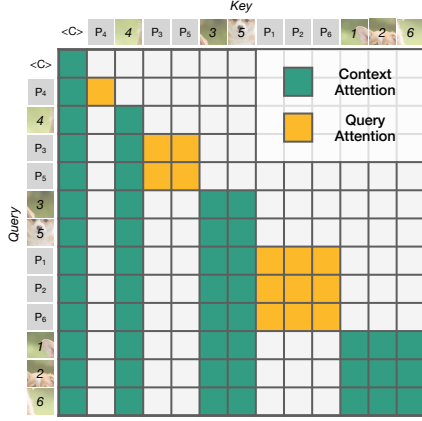 Key
<C> P₄ 4 P₃ P₅ 3 5 P₁ P₂ P₆ 1 2 6
Query
<C>
P₄
4
P₃
P₅
3
5
P₁
P₂
P₆
1
2
6
Context
Attention
Query
Attention